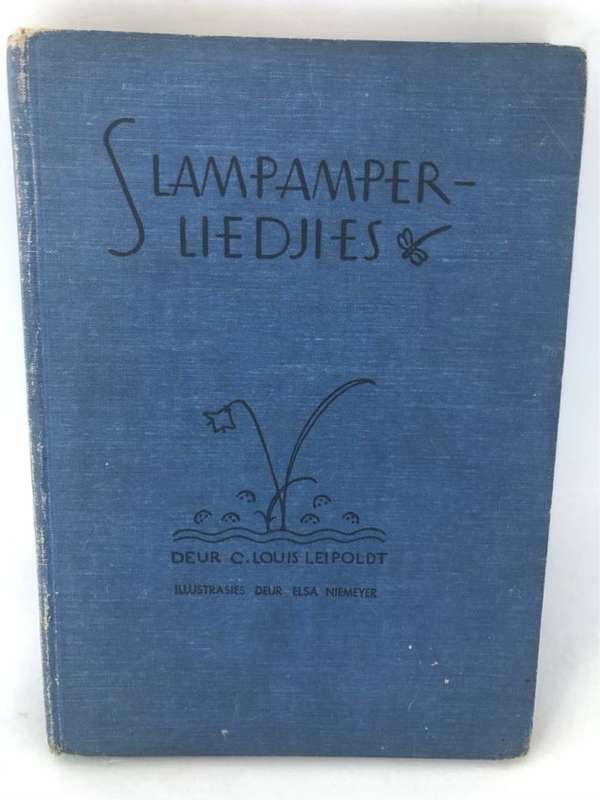 SLAMPAMPER-
LIEDJIES
DEUR C. LOUIS LEIPOLDT
ILLUSTRASIES DEUR ELSA NIEMEYER